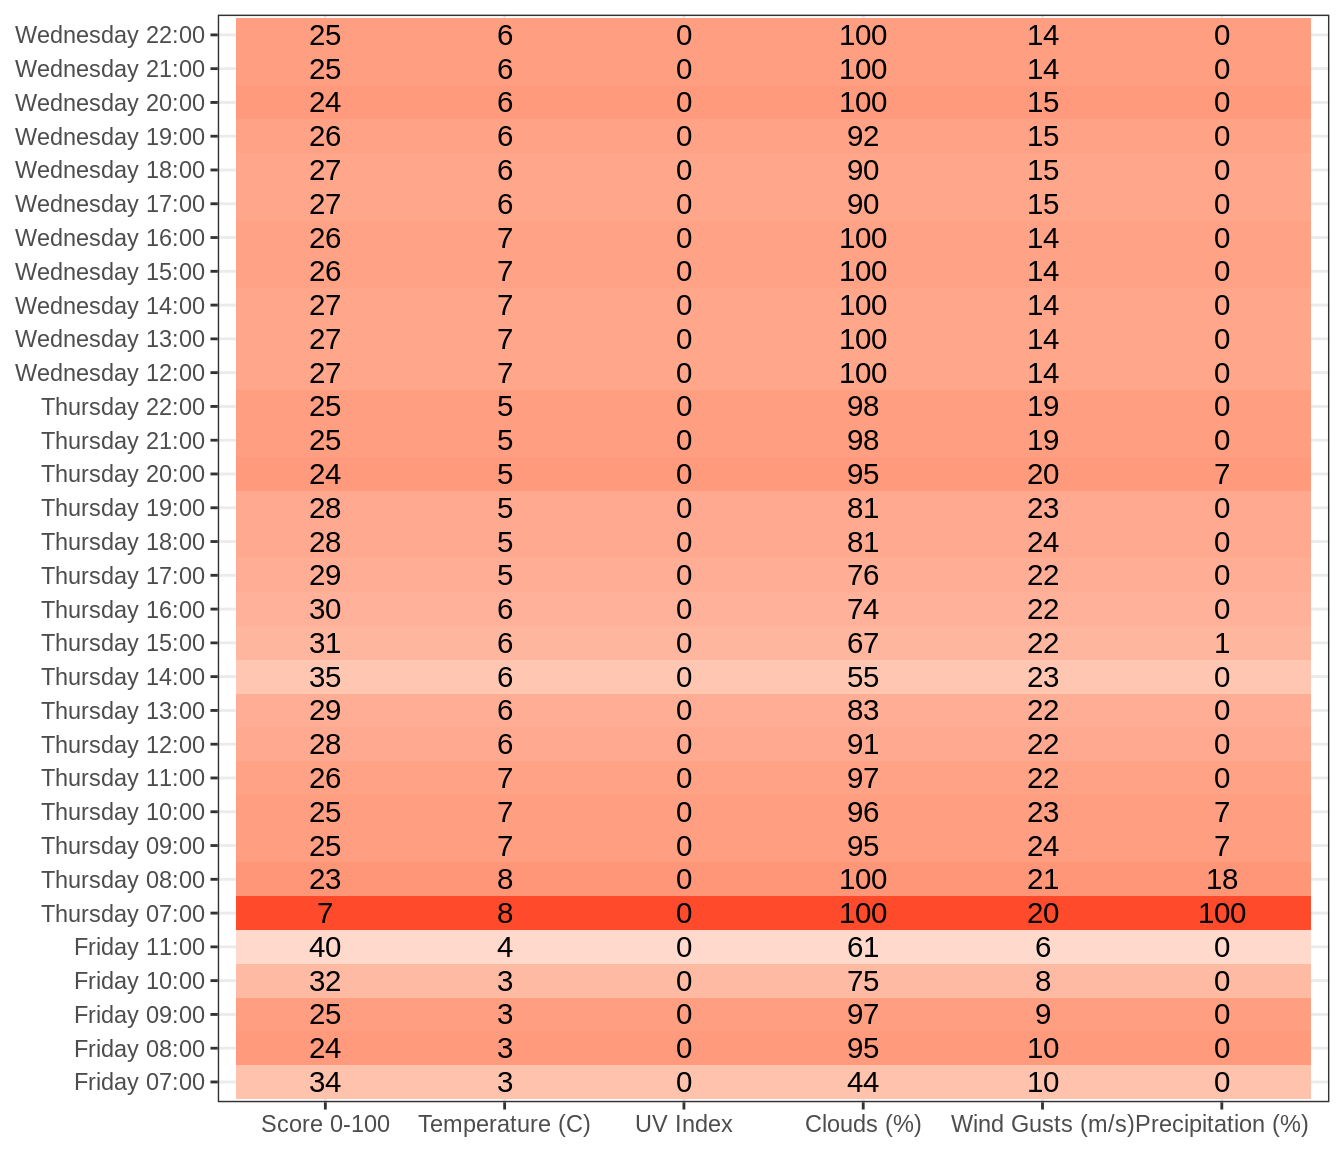 Wednesday 22:00 25 6 0 100 14 0
Wednesday 21:00 25 6 0 100 14 0
Wednesday 20:00 24 6 0 100 15 0
Wednesday 19:00 26 6 0 92 15 0
Wednesday 18:00 27 6 0 90 15 0
Wednesday 17:00 27 6 0 90 15 0
Wednesday 16:00 26 7 0 100 14 0
Wednesday 15:00 26 7 0 100 14 0
Wednesday 14:00 27 7 0 100 14 0
Wednesday 13:00 27 7 0 100 14 0
Wednesday 12:00 27 7 0 100 14 0
Thursday 22:00 25 5 0 98 19 0
Thursday 21:00 25 5 0 98 19 0
Thursday 20:00 24 5 0 95 20 7
Thursday 19:00 28 5 0 81 23 0
Thursday 18:00 28 5 0 81 24 0
Thursday 17:00 29 5 0 76 22 0
Thursday 16:00 30 6 0 74 22 0
Thursday 15:00 31 6 0 67 22 1
Thursday 14:00 35 6 0 55 23 0
Thursday 13:00 29 6 0 83 22 0
Thursday 12:00 28 6 0 91 22 0
Thursday 11:00 26 7 0 97 22 0
Thursday 10:00 25 7 0 96 23 7
Thursday 09:00 25 7 0 95 24 7
Thursday 08:00 23 8 0 100 21 18
Thursday 07:00 7 8 0 100 20 100
Friday 11:00 40 4 0 61 6 0
Friday 10:00 32 3 0 75 8 0
Friday 09:00 25 3 0 97 9 0
Friday 08:00 24 3 0 95 10 0
Friday 07:00 34 3 0 44 10 0
Score 0-100 Temperature (C) UV Index Clouds (%) Wind Gusts (m/s) Precipitation (%)